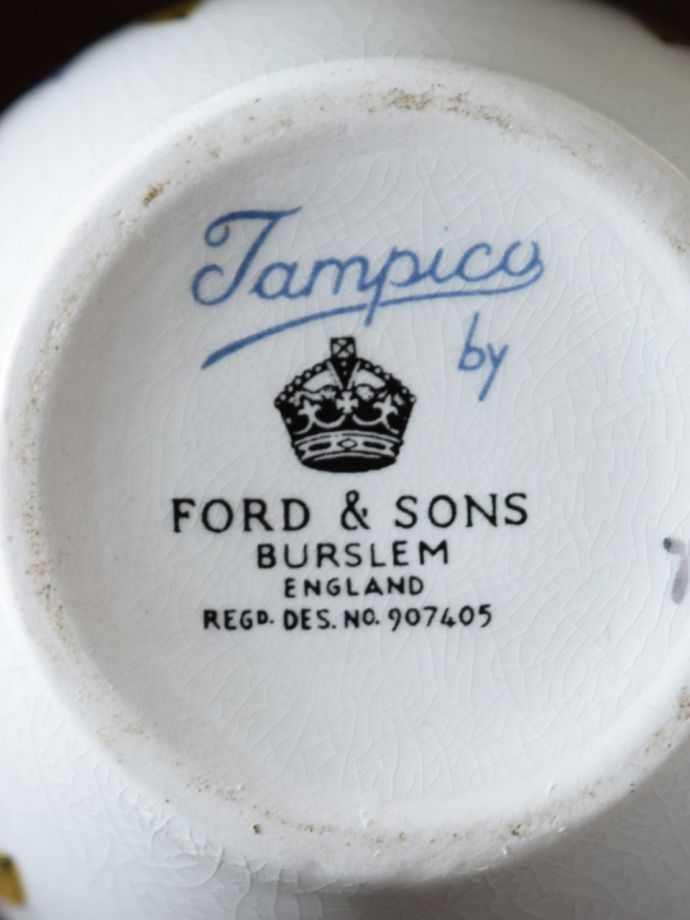 Tampico
by
FORD & SONS
BURSLEM
ENGLAND
REGD. DES. NO. 907405